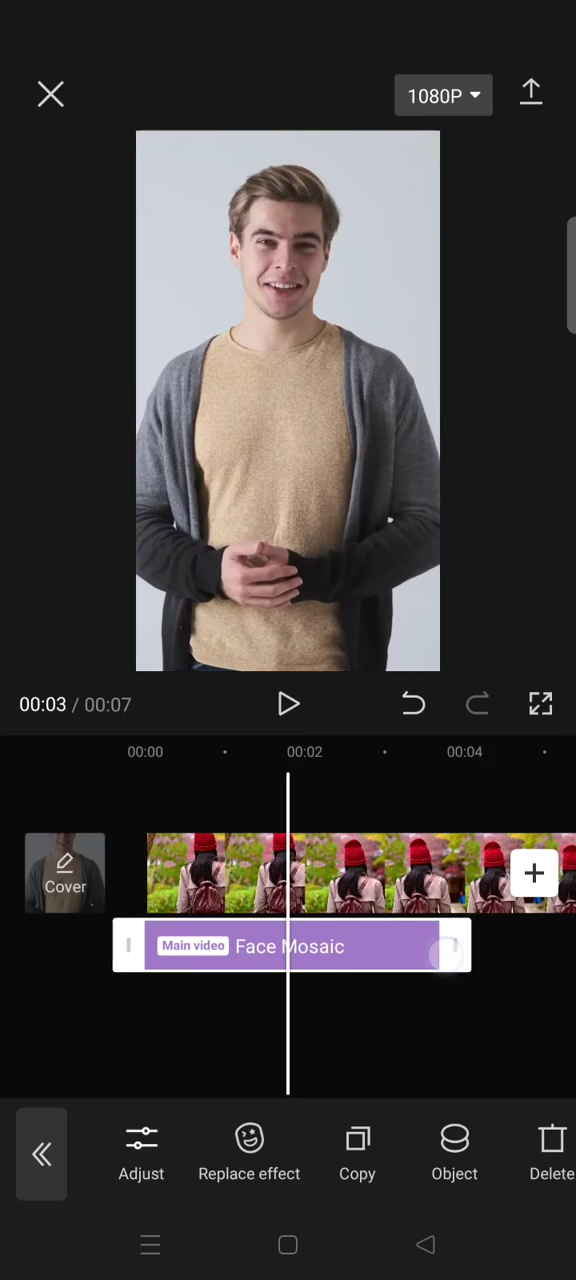 1080P
00:03 / 00:07
00:00 00:02 00:04
Cover
Main video Face Mosaic
Adjust Replace effect Copy Object Delete